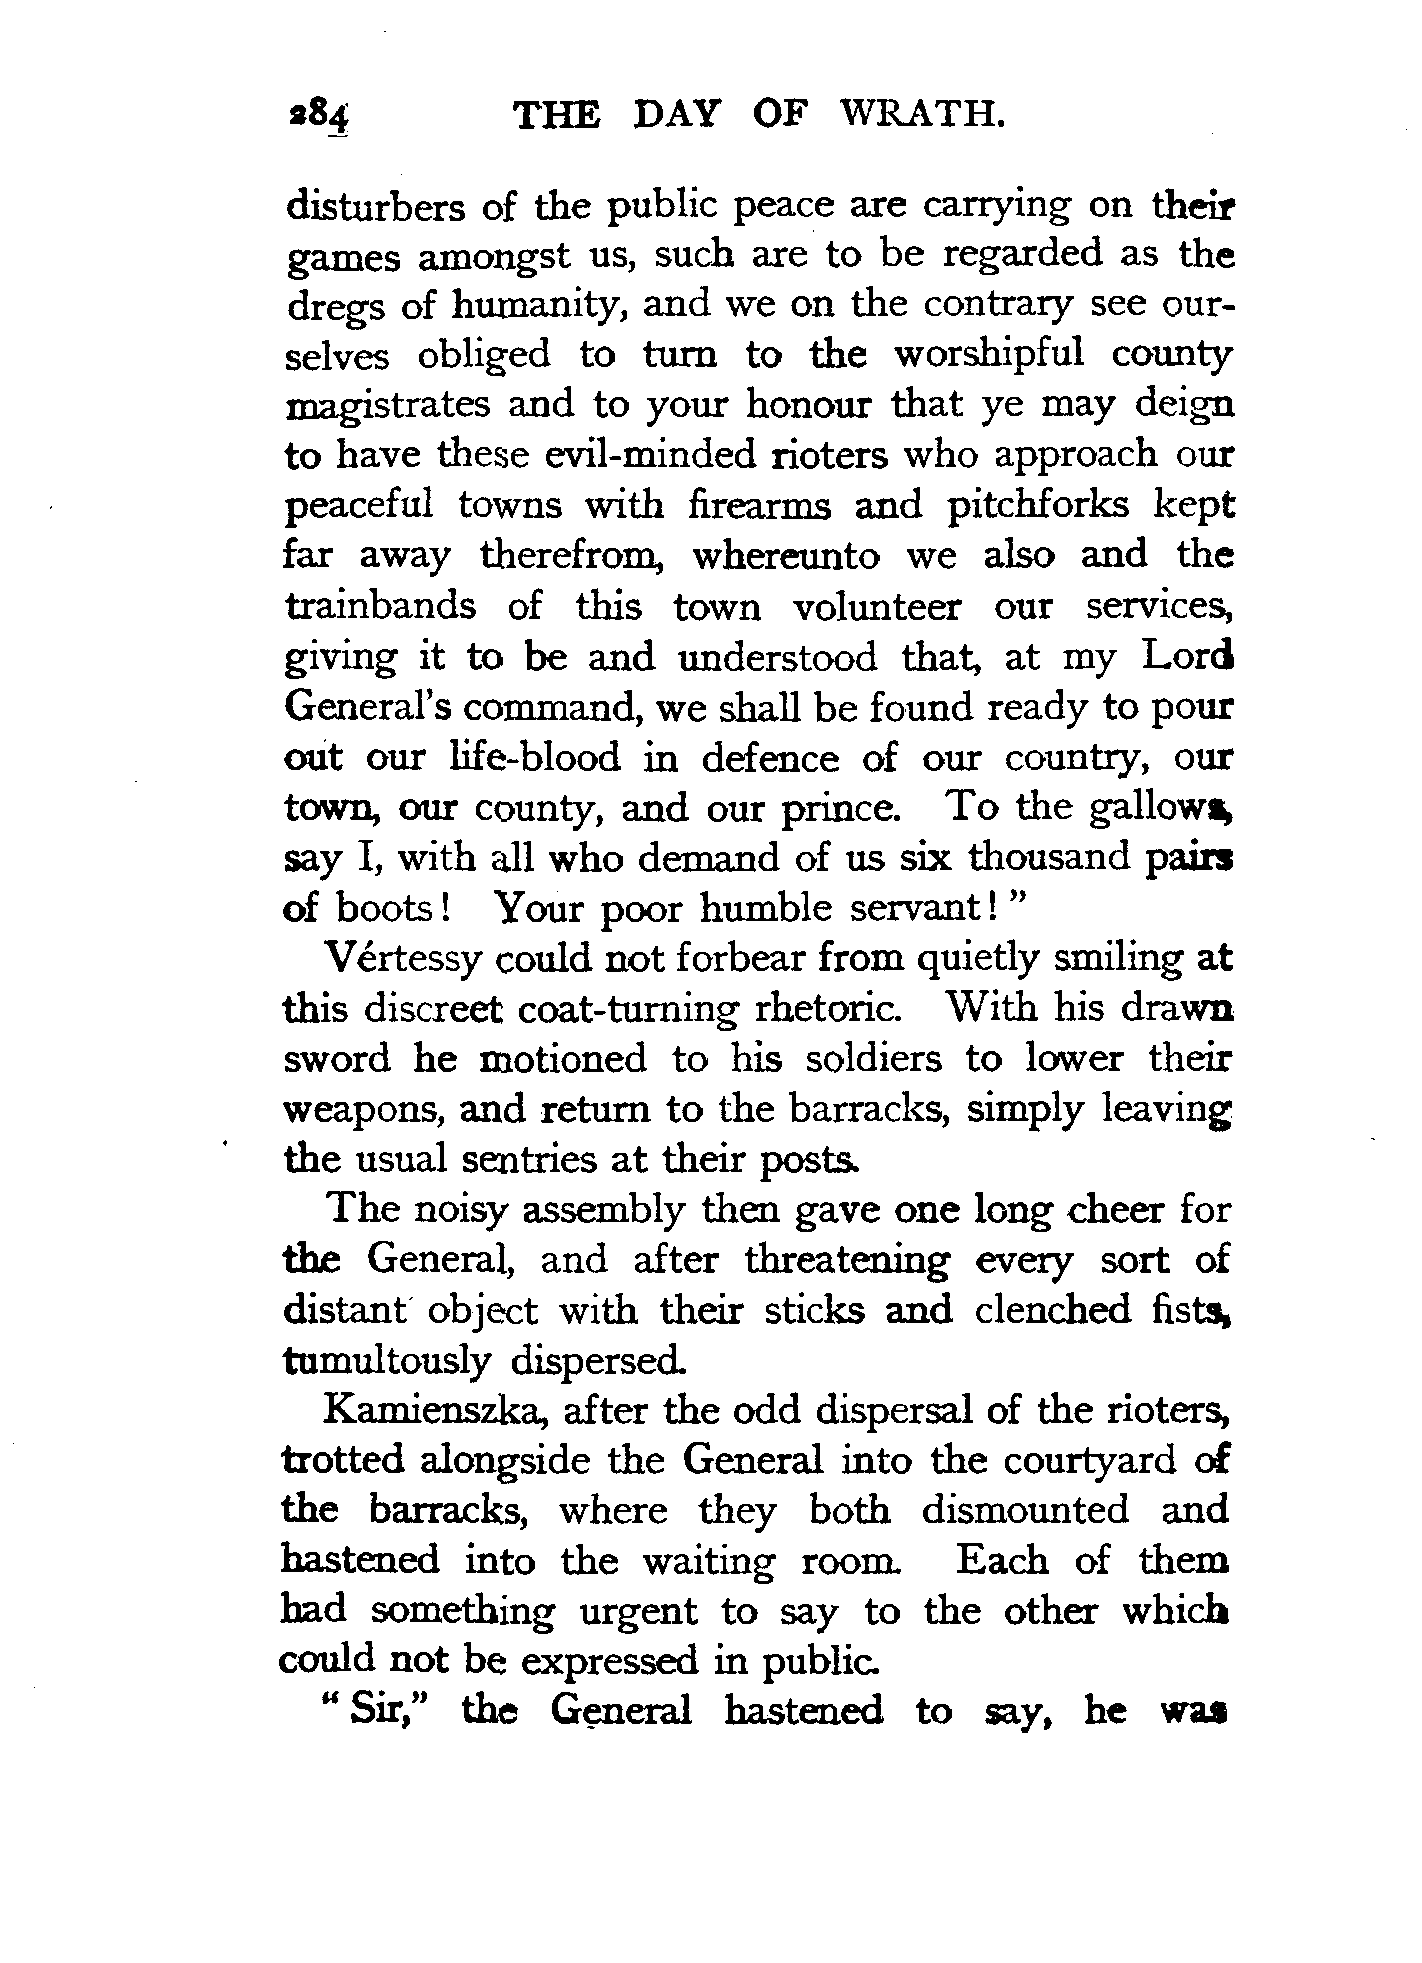 284 THE DAY OF WRATH.
disturbers of the public peace are carrying on their
games amongst us, such are to be regarded as the
dregs of humanity, and we on the contrary see our-
selves obliged to turn to the worshipful county
magistrates and to your honour that ye may deign
to have these evil-minded rioters who approach our
peaceful towns with firearms and pitchforks kept
far away therefrom, whereunto we also and the
trainbands of this town volunteer our services,
giving it to be and understood that, at my Lord
General's command, we shall be found ready to pour
out our life-blood in defence of our country, our
town, our county, and our prince. To the gallows,
say I, with all who demand of us six thousand pairs
of boots! Your poor humble servant!"
Vértessy could not forbear from quietly smiling at
this discreet coat-turning rhetoric. With his drawn
sword he motioned to his soldiers to lower their
weapons, and return to the barracks, simply leaving
the usual sentries at their posts.
The noisy assembly then gave one long cheer for
the General, and after threatening every sort of
distant object with their sticks and clenched fists,
tumultously dispersed.
Kamienszka, after the odd dispersal of the rioters,
trotted alongside the General into the courtyard of
the barracks, where they both dismounted and
hastened into the waiting room. Each of them
had something urgent to say to the other which
could not be expressed in public.
"Sir," the General hastened to say, he was